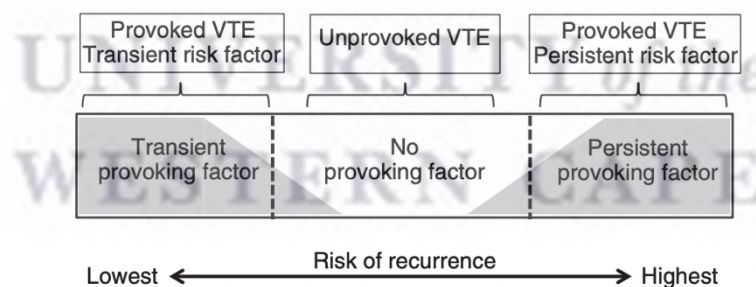 Provoked VTE
Transient risk factor
Unprovoked VTE
Provoked VTE
Persistent risk factor
UNIVERSITY of the
Transient
provoking factor
No
provoking factor
Persistent
provoking factor
WESTERN CAPE
Risk of recurrence
Lowest
Highest